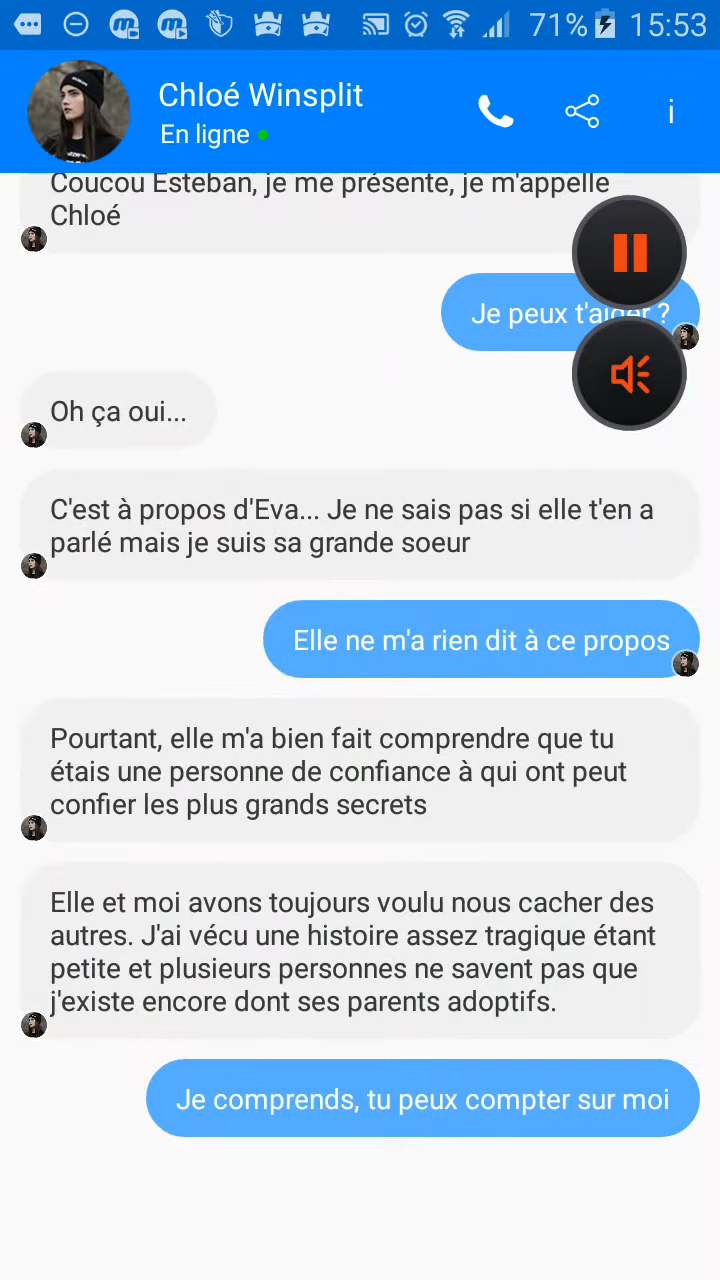 71% 15:53
Chloé Winsplit
En ligne
i
Coucou Esteban, je me présente, je m'appelle
Chloé
Je peux t'aider ?
Oh ça oui...
C'est à propos d'Eva... Je ne sais pas si elle t'en a
parlé mais je suis sa grande soeur
Elle ne m'a rien dit à ce propos
Pourtant, elle m'a bien fait comprendre que tu
étais une personne de confiance à qui ont peut
confier les plus grands secrets
Elle et moi avons toujours voulu nous cacher des
autres. J'ai vécu une histoire assez tragique étant
petite et plusieurs personnes ne savent pas que
j'existe encore dont ses parents adoptifs.
Je comprends, tu peux compter sur moi